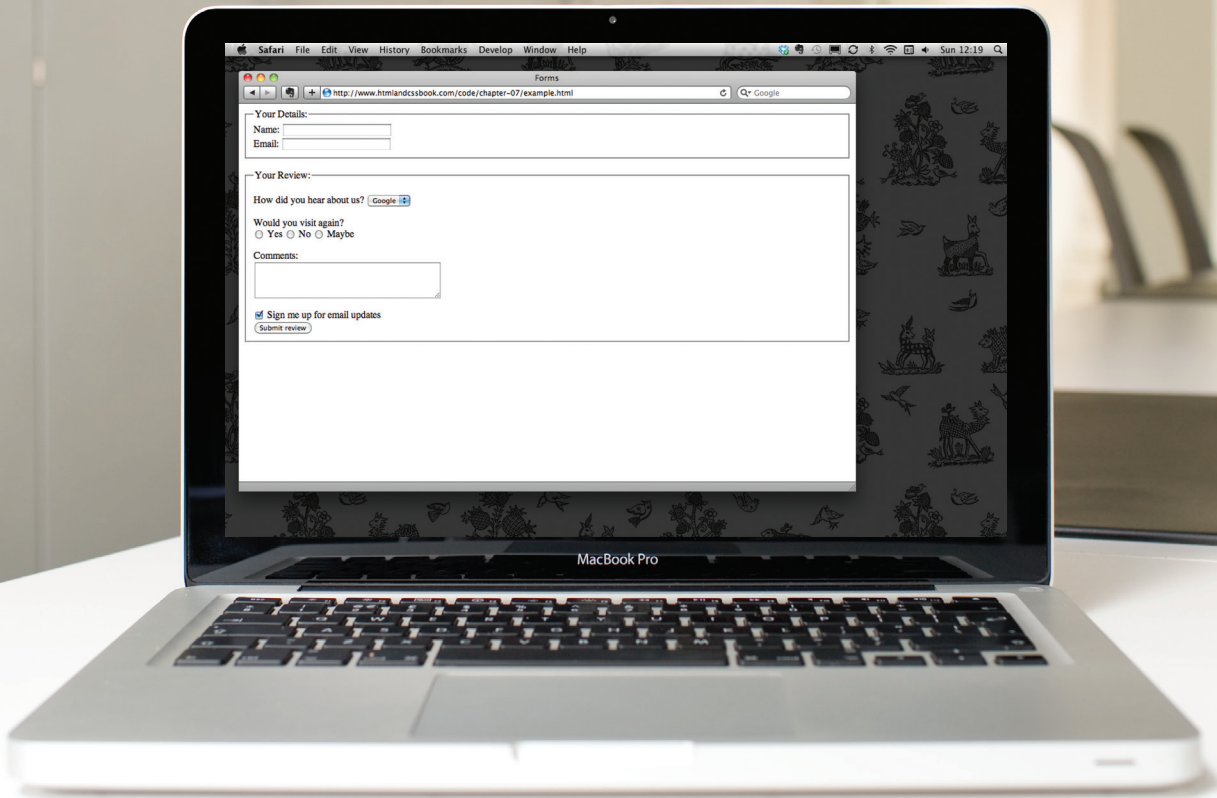 Safari File Edit View History Bookmarks Develop Window Help Sun 12:19
Forms
http://www.htmlandcssbook.com/code/chapter-07/example.html Google
Your Details:
Name:
Email:
Your Review:
How did you hear about us? Google
Would you visit again?
Yes No Maybe
Comments:
Sign me up for email updates
Submit review
MacBook Pro